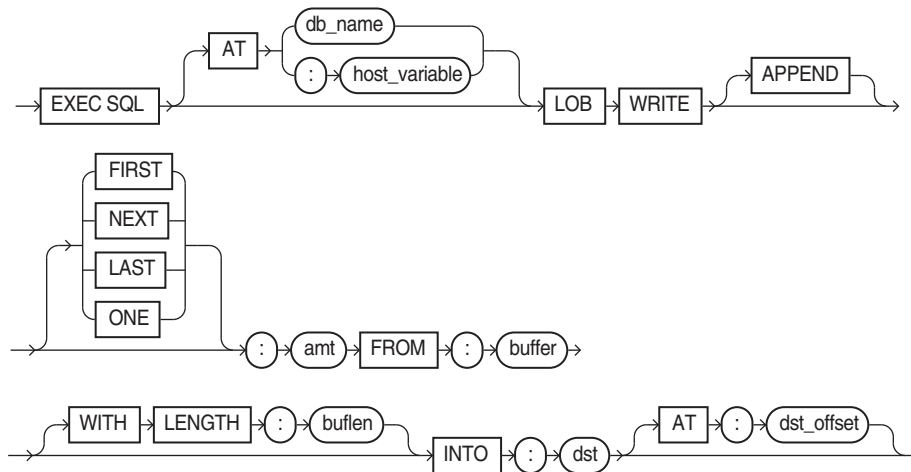 db_name
AT
: host_variable
EXEC SQL LOB WRITE APPEND
FIRST
NEXT
LAST
ONE
: amt FROM : buffer
WITH LENGTH : buflen AT : dst_offset
INTO : dst